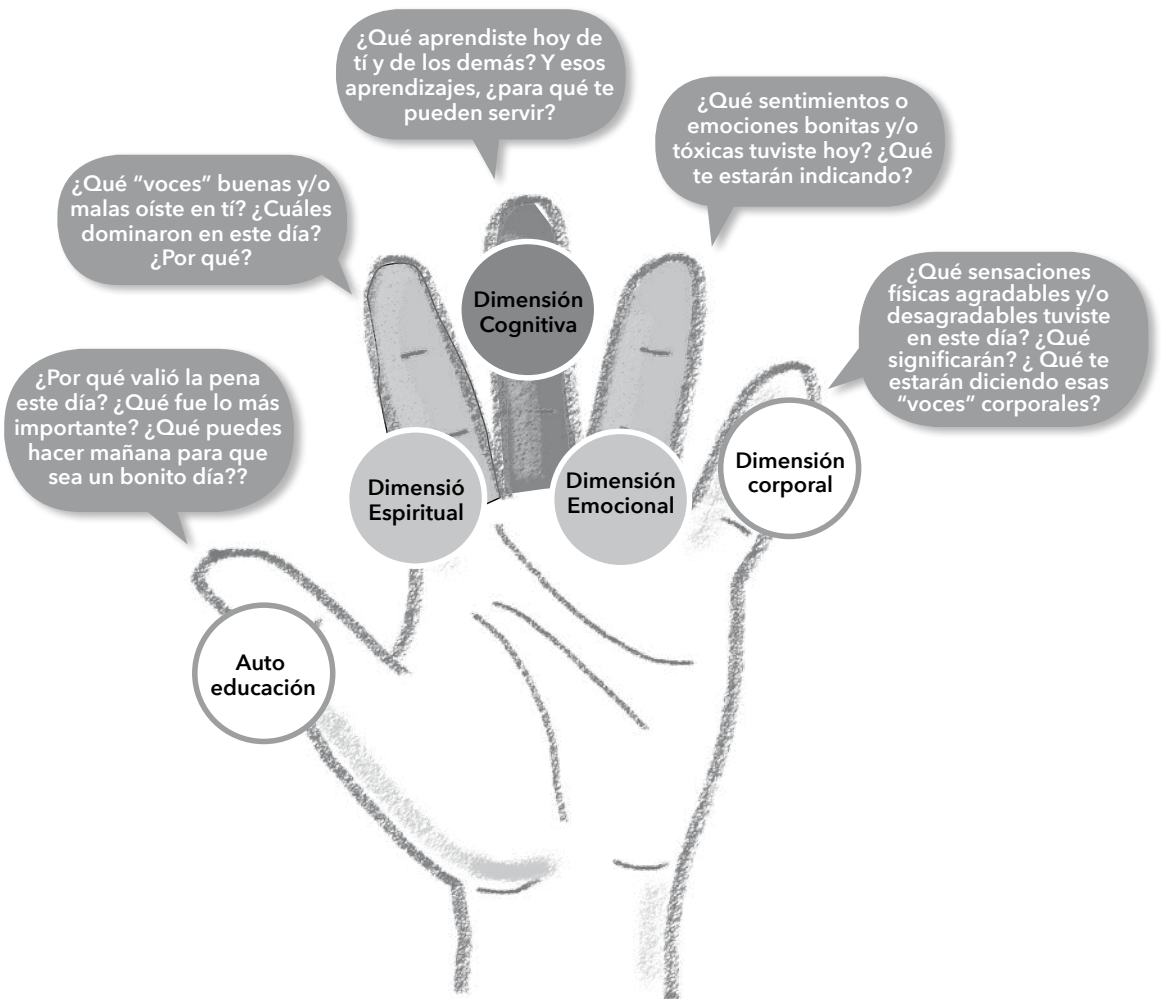 ¿Qué aprendiste hoy de
tí y de los demás? Y esos
aprendizajes, ¿para qué te
pueden servir?
¿Qué sentimientos o
emociones bonitas y/o
tóxicas tuviste hoy? ¿Qué
te estarán indicando?
¿Qué “voces” buenas y/o
malas oíste en tí? ¿Cuáles
dominaron en este día?
¿Por qué?
¿Qué sensaciones
físicas agradables y/o
desagradables tuviste
en este día? ¿Qué
significarán? ¿ Qué te
estarán diciendo esas
“voces” corporales?
¿Por qué valió la pena
este día? ¿Qué fue lo más
importante? ¿Qué puedes
hacer mañana para que
sea un bonito día??
Dimensión
Cognitiva
Dimensió
Espiritual
Dimensión
Emocional
Dimensión
corporal
Auto
educación